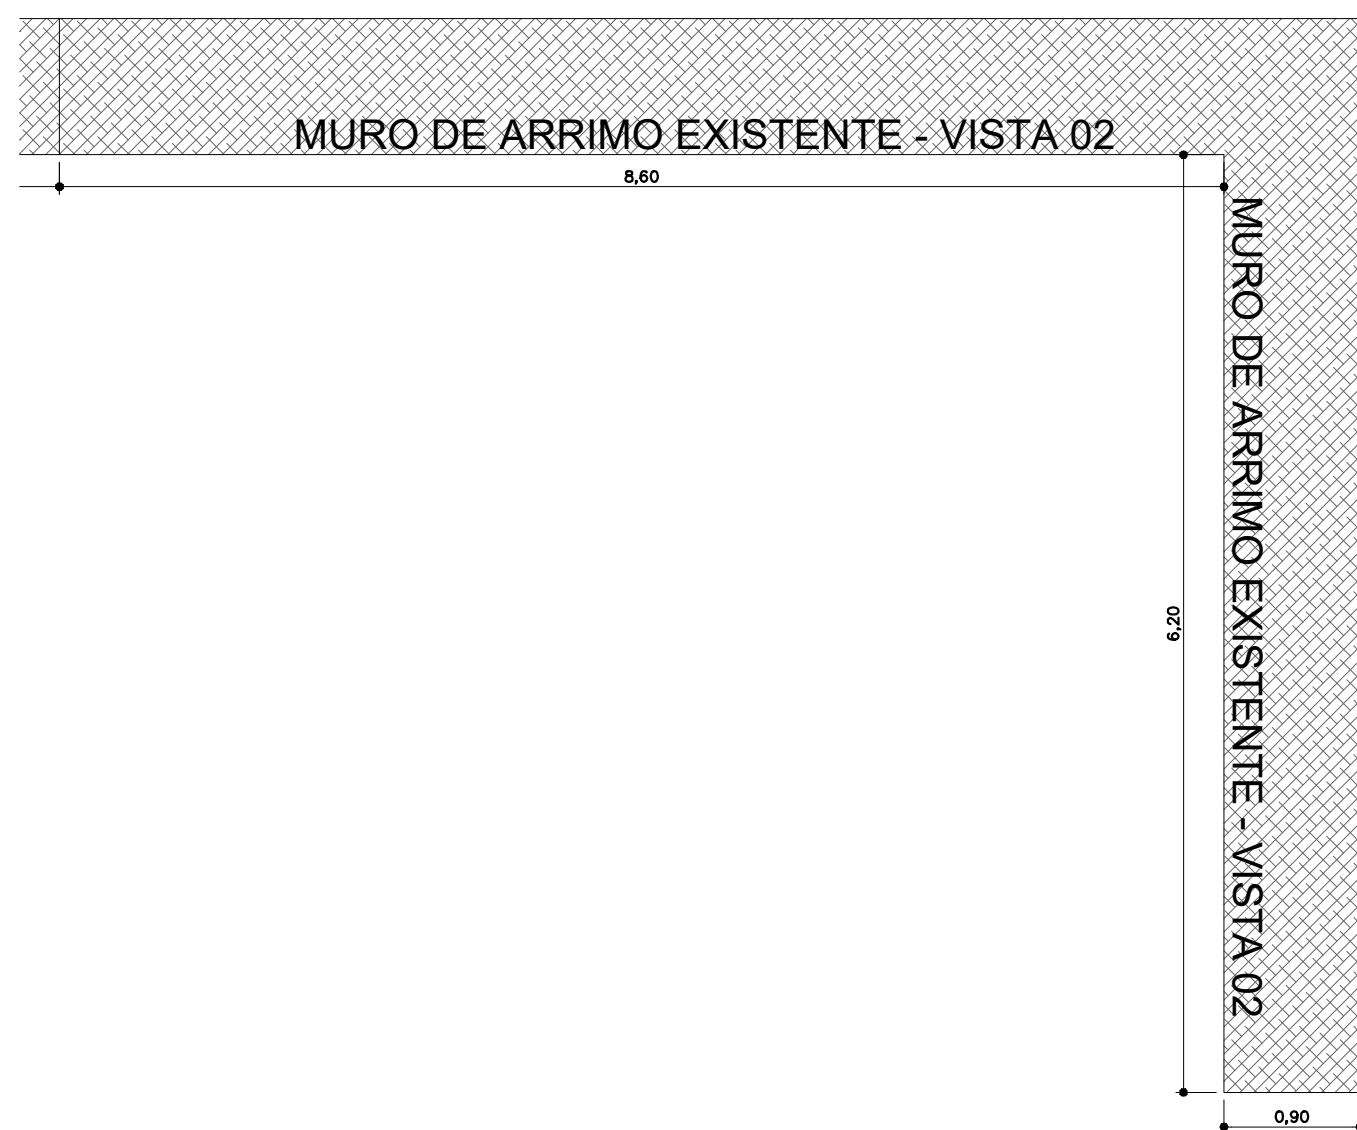 MURO DE ARRIMO EXISTENTE - VISTA 02
8,60
MURO DE ARRIMO EXISTENTE - VISTA 02
6,20
0,90